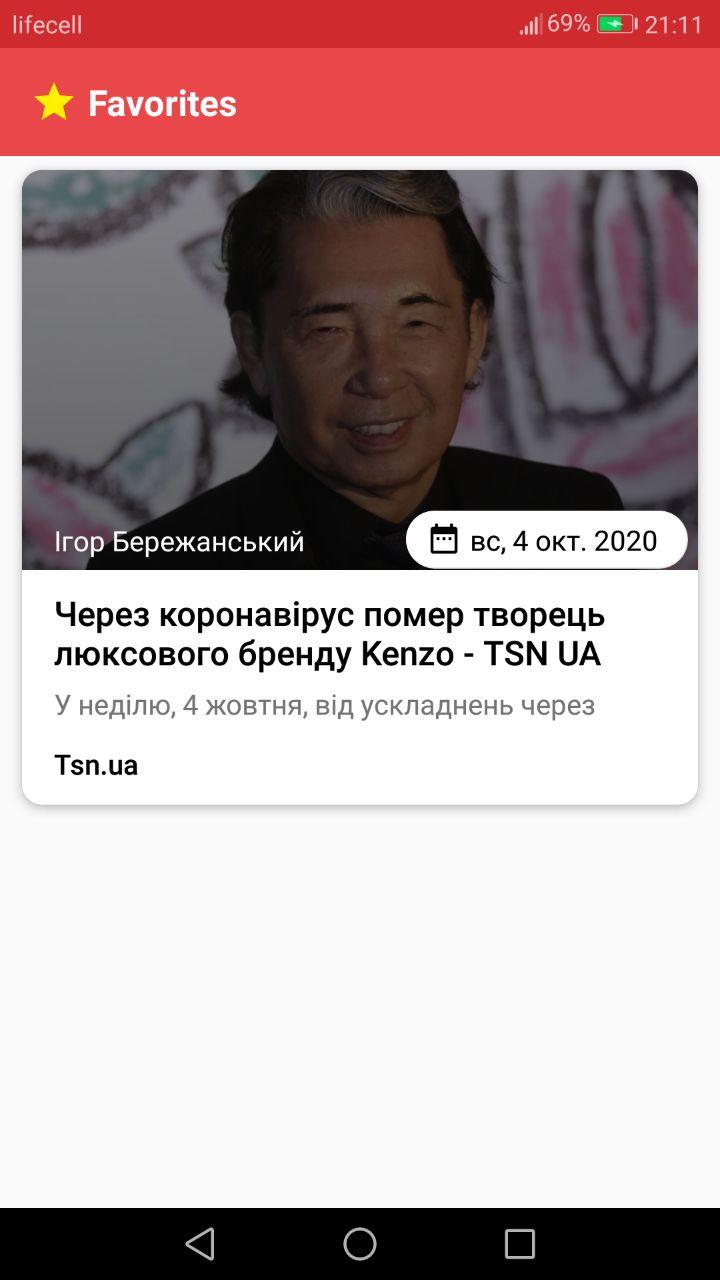 lifecell 69% 21:11
Favorites
Ігор Бережанський
вс, 4 окт. 2020
Через коронавірус помер творець
люксового бренду Kenzo - TSN UA
У неділю, 4 жовтня, від ускладнень через
Tsn.ua